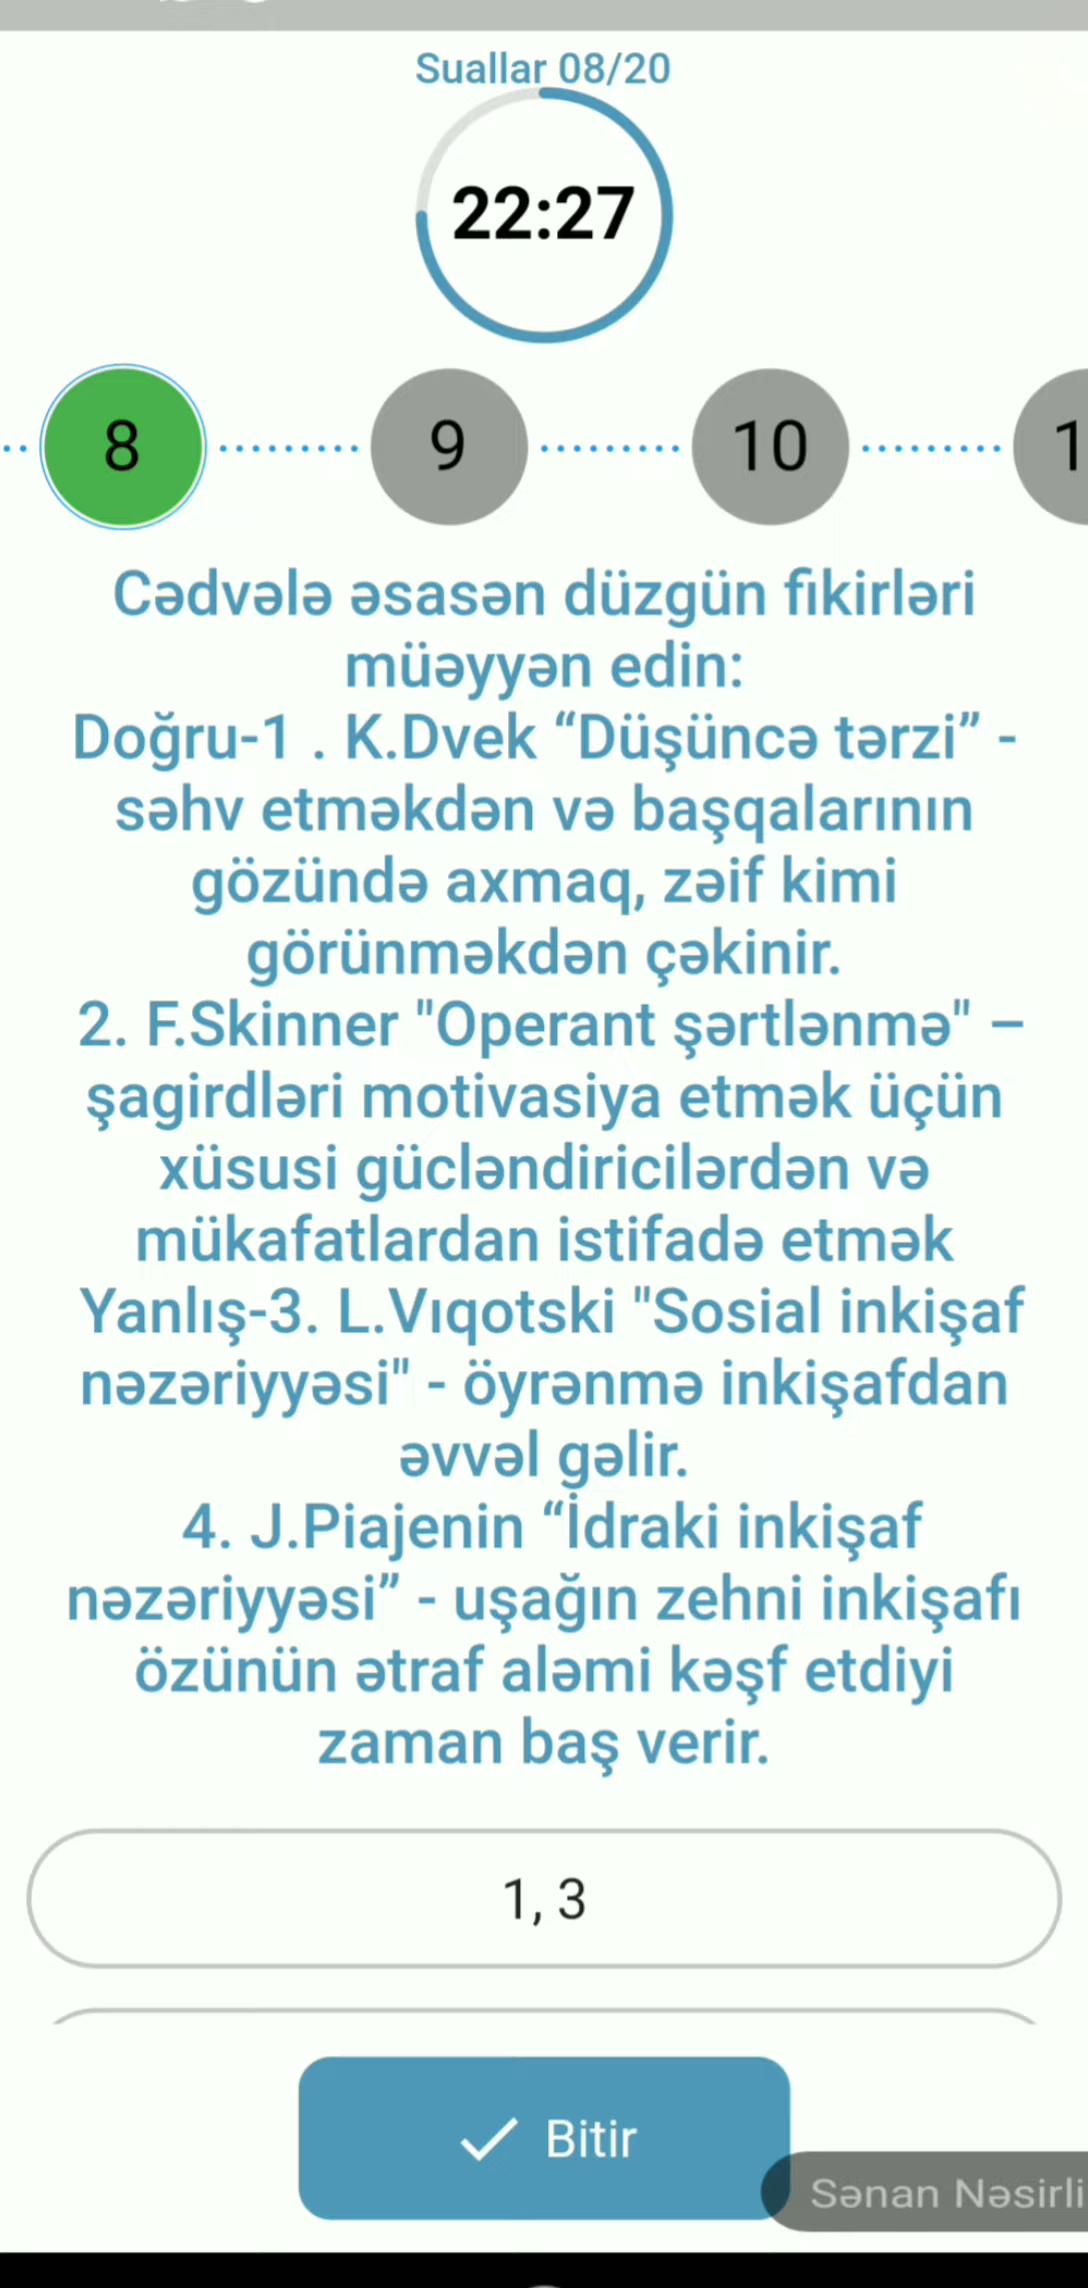 Suallar 08/20
22:27
8
9
10
1
Cədvələ əsasən düzgün fikirləri
müəyyən edin:
Doğru-1 . K.Dvek “Düşüncə tərzi” -
səhv etməkdən və başqalarının
gözündə axmaq, zəif kimi
görünməkdən çəkinir.
2. F.Skinner "Operant şərtlənmə" –
şagirdləri motivasiya etmək üçün
xüsusi gücləndiricilərdən və
mükafatlardan istifadə etmək
Yanlış-3. L.Vıqotski "Sosial inkişaf
nəzəriyyəsi" - öyrənmə inkişafdan
əvvəl gəlir.
4. J.Piajenin “İdraki inkişaf
nəzəriyyəsi” - uşağın zehni inkişafı
özünün ətraf aləmi kəşf etdiyi
zaman baş verir.
1, 3
Bitir
Sənan Nəsirli